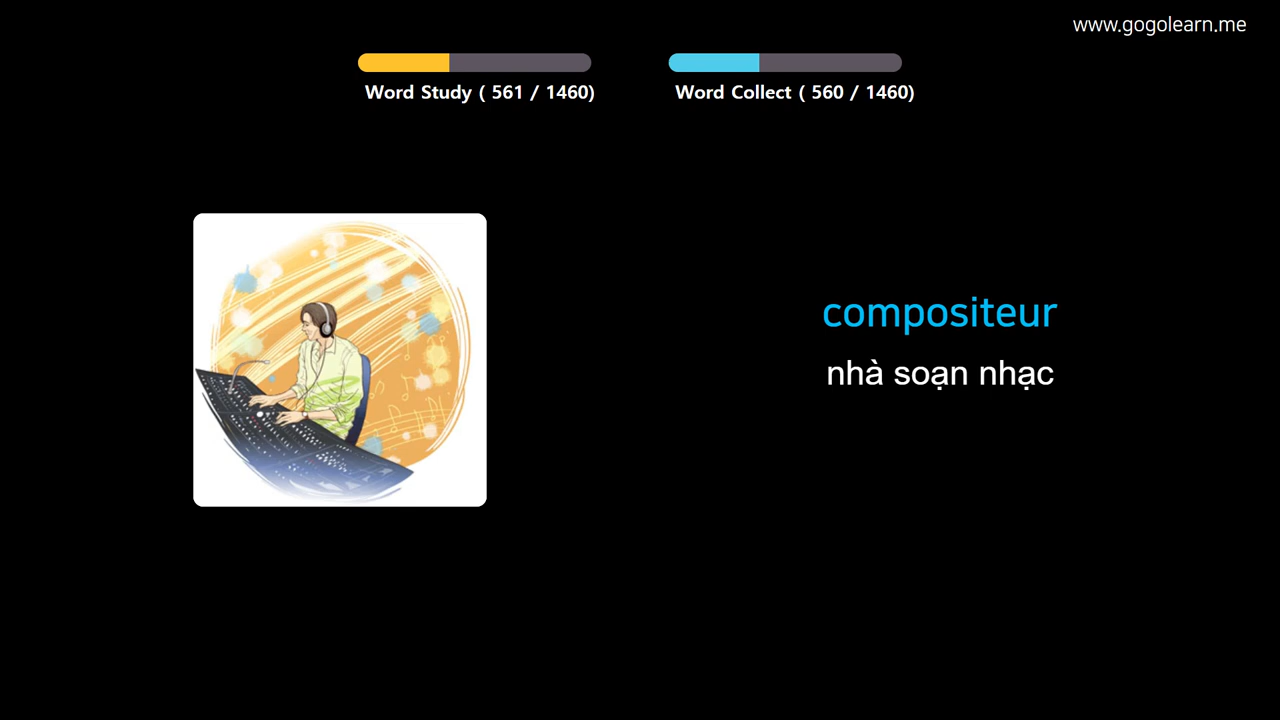 www.gogolearn.me
Word Study ( 561 / 1460)
Word Collect ( 560 / 1460)
compositeur
nhà soạn nhạc